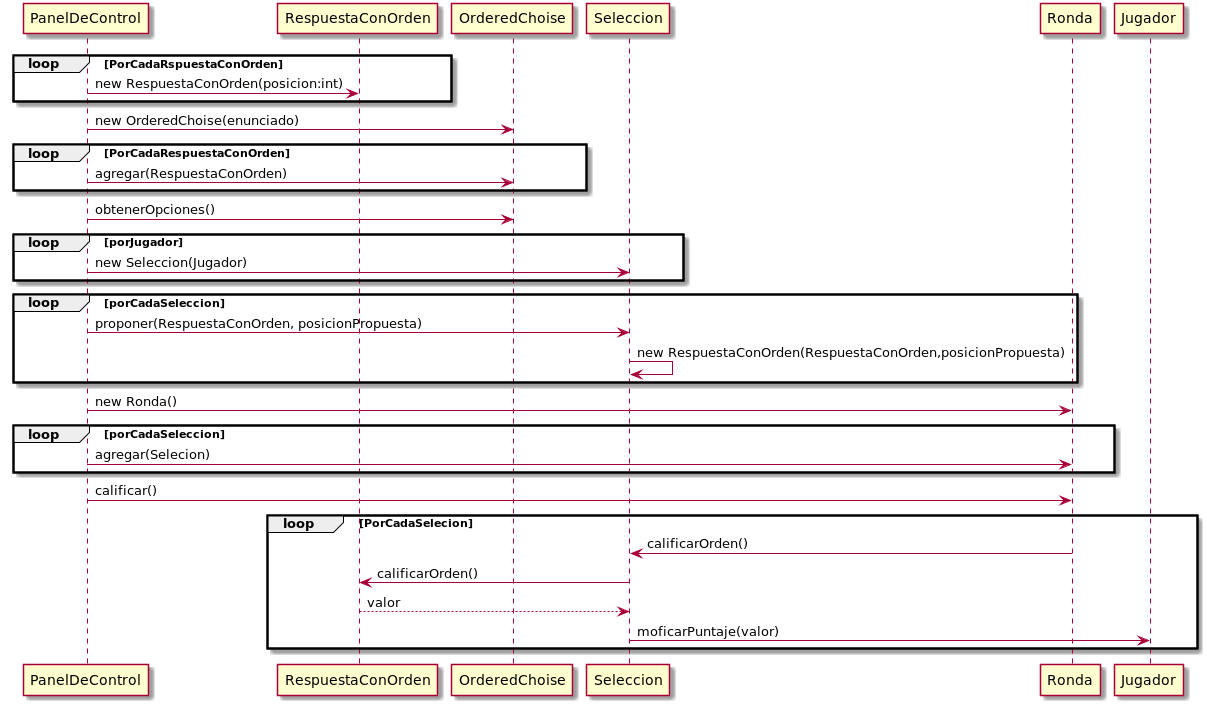 PanelDeControl RespuestaConOrden OrderedChoise Seleccion Ronda Jugador
loop [PorCadaRspuestaConOrden]
new RespuestaConOrden(posicion:int)
new OrderedChoise(enunciado)
loop [PorCadaRespuestaConOrden]
agregar(RespuestaConOrden)
obtenerOpciones()
loop [porJugador]
new Seleccion(Jugador)
loop [porCadaSeleccion]
proponer(RespuestaConOrden, posicionPropuesta)
new RespuestaConOrden(RespuestaConOrden,posicionPropuesta)
new Ronda()
loop [porCadaSeleccion]
agregar(Selecion)
calificar()
loop [PorCadaSelecion]
calificarOrden()
calificarOrden()
valor
moficarPuntaje(valor)
PanelDeControl RespuestaConOrden OrderedChoise Seleccion Ronda Jugador